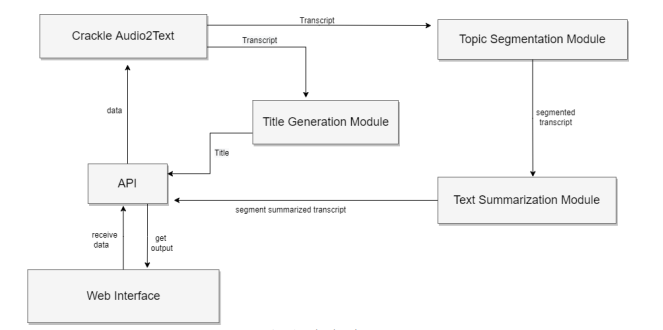 Transcript
Crackle Audio2Text
Topic Segmentation Module
Transcript
data
Title Generation Module
segmented
transcript
Title
API
Text Summarization Module
segment summarized transcript
receive
data
get
output
Web Interface